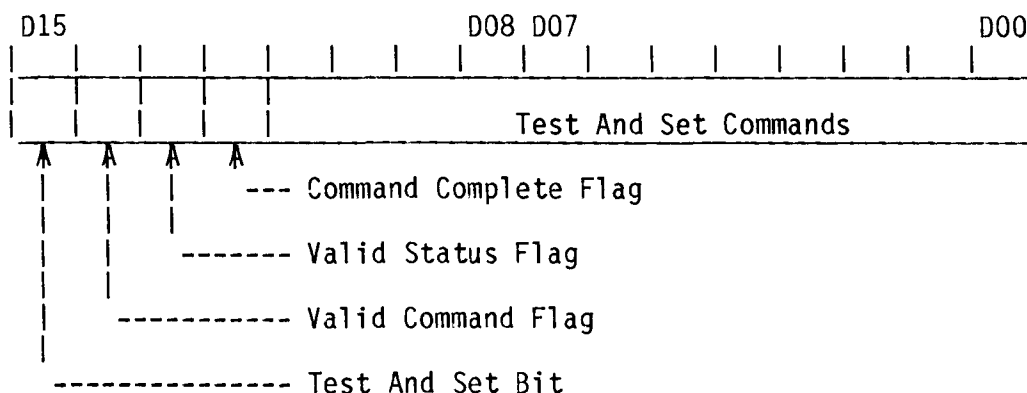 D15 D08 D07 D00
Test And Set Commands
Command Complete Flag
Valid Status Flag
Valid Command Flag
Test And Set Bit